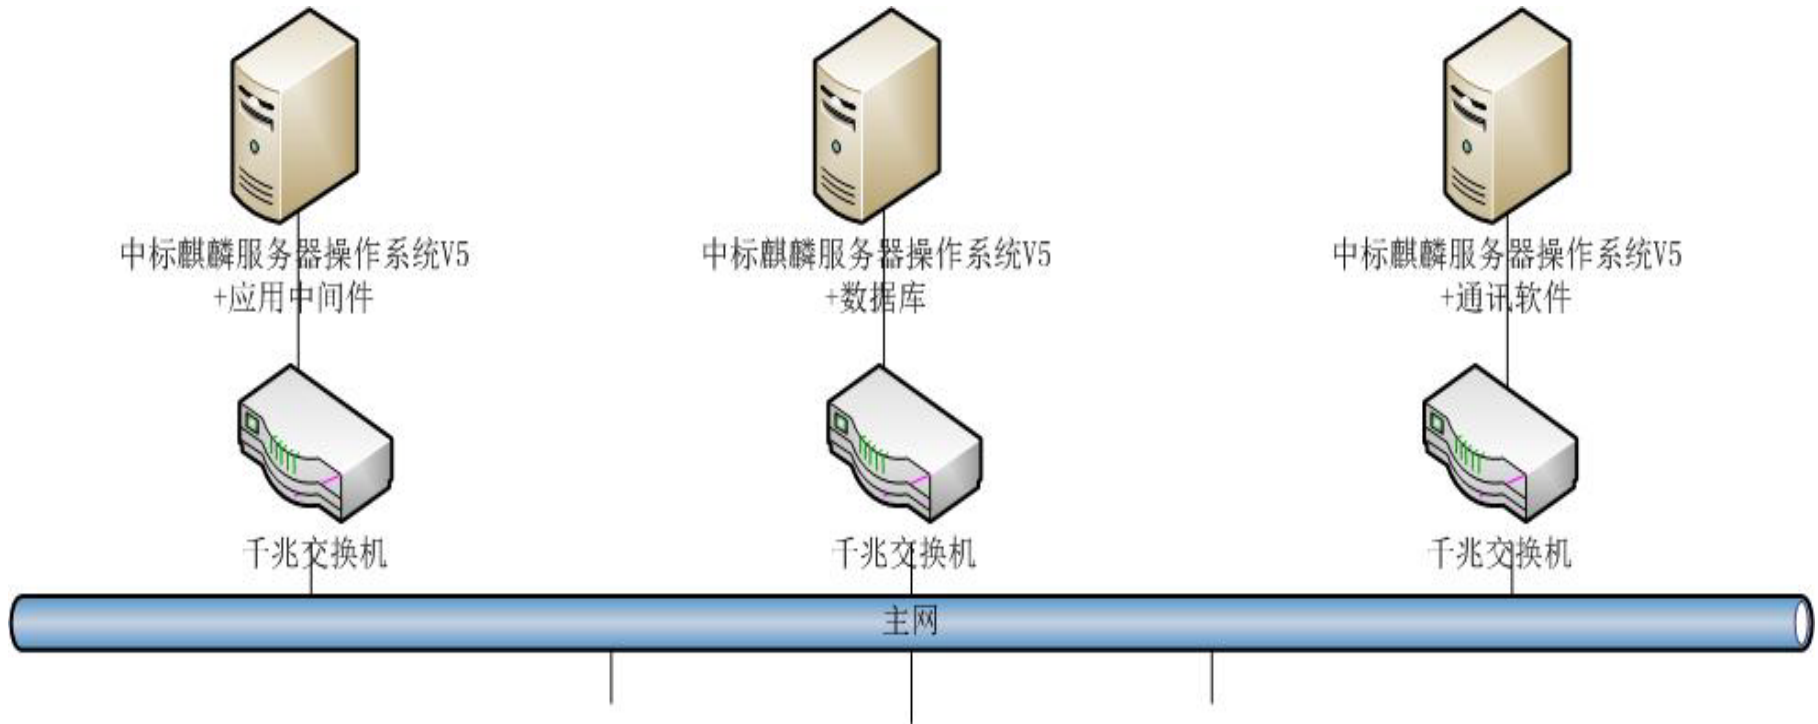 中标麒麟服务器操作系统V5
+应用中间件
中标麒麟服务器操作系统V5
+数据库
中标麒麟服务器操作系统V5
+通讯软件
千兆交换机
千兆交换机
千兆交换机
主网